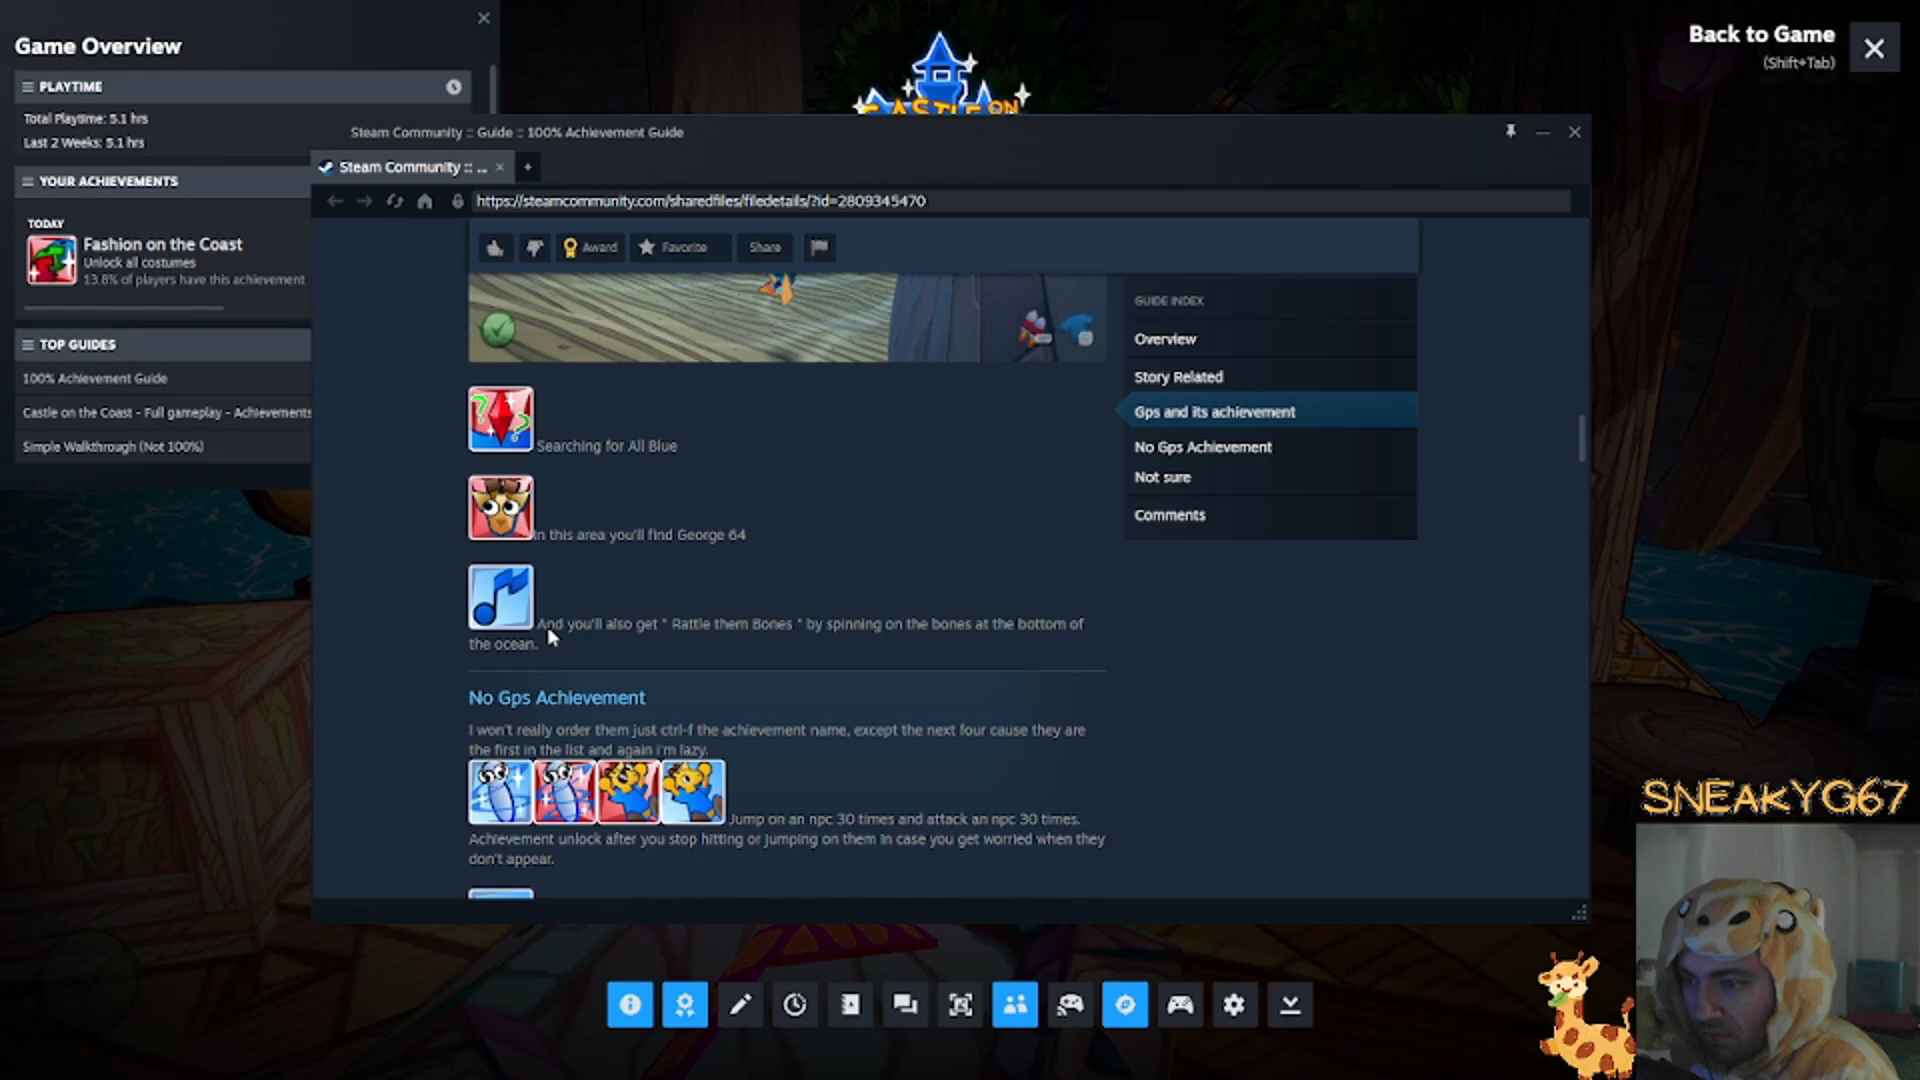 Game Overview
PLAYTIME
Total Playtime: 5.1 hrs
Last 2 Weeks: 5.1 hrs
YOUR ACHIEVEMENTS
TODAY
Fashion on the Coast
Unlock all costumes
13.8% of players have this achievement
TOP GUIDES
100% Achievement Guide
Castle on the Coast - Full gameplay - Achievements
Simple Walkthrough (Not 100%)
CASTLE ON
Back to Game
(Shift+Tab)
Steam Community :: Guide :: 100% Achievement Guide
Steam Community :: ...
https://steamcommunity.com/sharedfiles/filedetails/?id=2809345470
Award
Favorite
Share
Searching for All Blue
In this area you'll find George 64
And you'll also get " Rattle them Bones " by spinning on the bones at the bottom of
the ocean.
No Gps Achievement
I won't really order them just ctrl-f the achievement name, except the next four cause they are
the first in the list and again i'm lazy.
Jump on an npc 30 times and attack an npc 30 times.
Achievement unlock after you stop hitting or jumping on them in case you get worried when they
don't appear.
GUIDE INDEX
Overview
Story Related
Gps and its achievement
No Gps Achievement
Not sure
Comments
SNEAKYG67